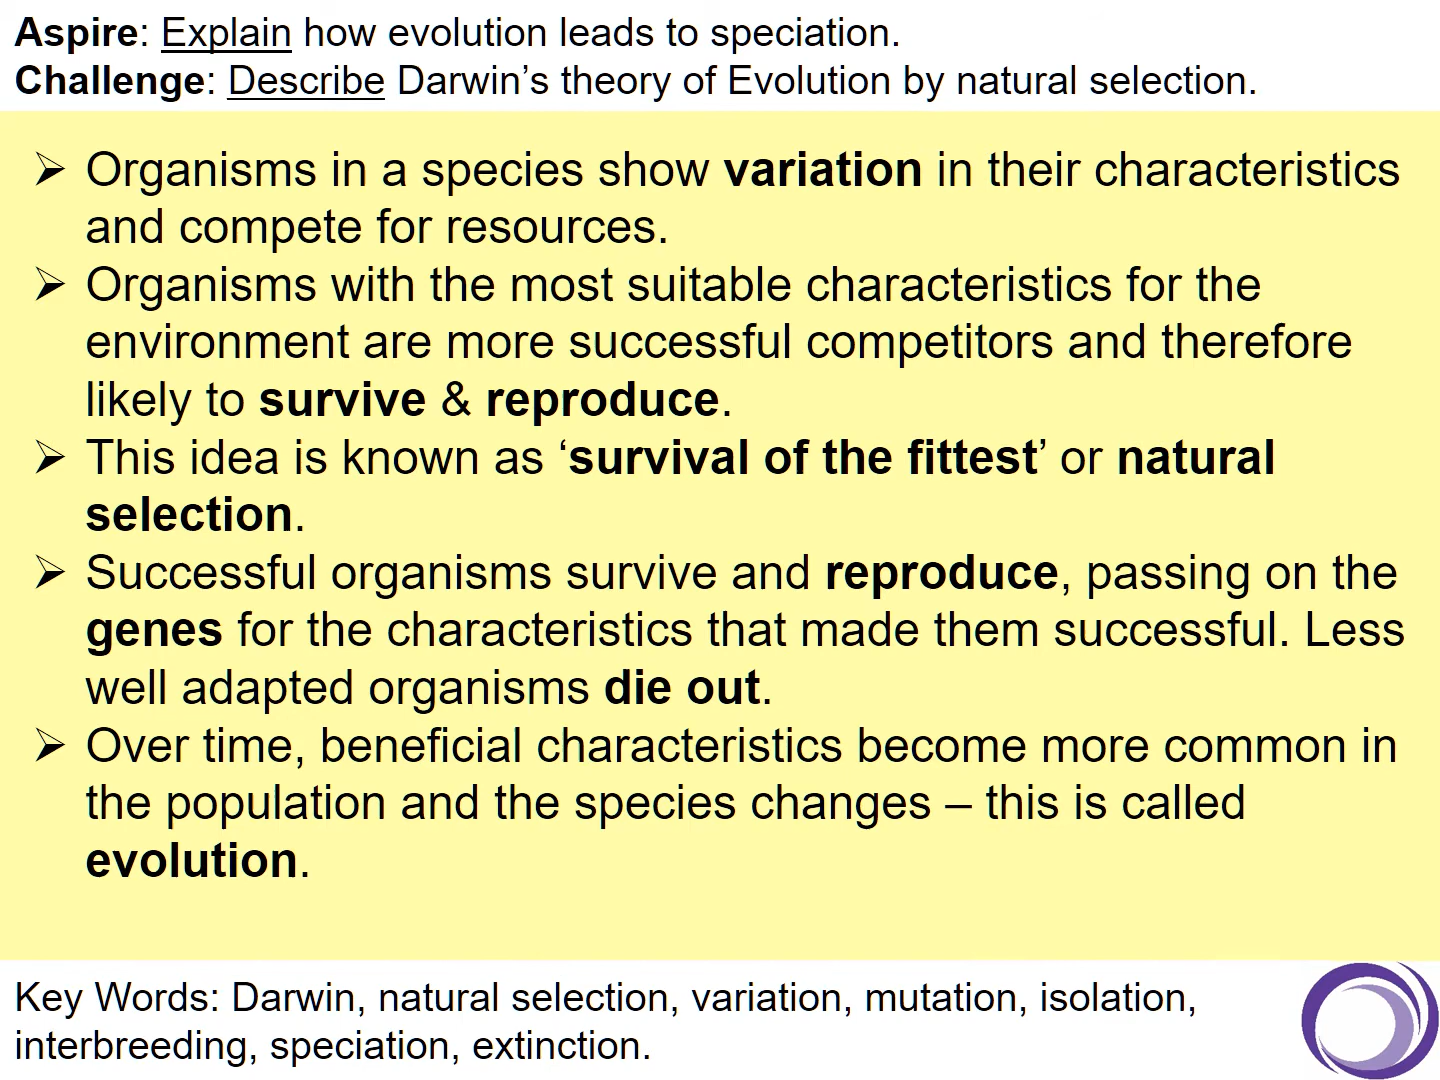 Aspire: Explain how evolution leads to speciation.
Challenge: Describe Darwin’s theory of Evolution by natural selection.
➢ Organisms in a species show variation in their characteristics
and compete for resources.
➢ Organisms with the most suitable characteristics for the
environment are more successful competitors and therefore
likely to survive & reproduce.
➢ This idea is known as ‘survival of the fittest’ or natural
selection.
➢ Successful organisms survive and reproduce, passing on the
genes for the characteristics that made them successful. Less
well adapted organisms die out.
➢ Over time, beneficial characteristics become more common in
the population and the species changes – this is called
evolution.
Key Words: Darwin, natural selection, variation, mutation, isolation,
interbreeding, speciation, extinction.